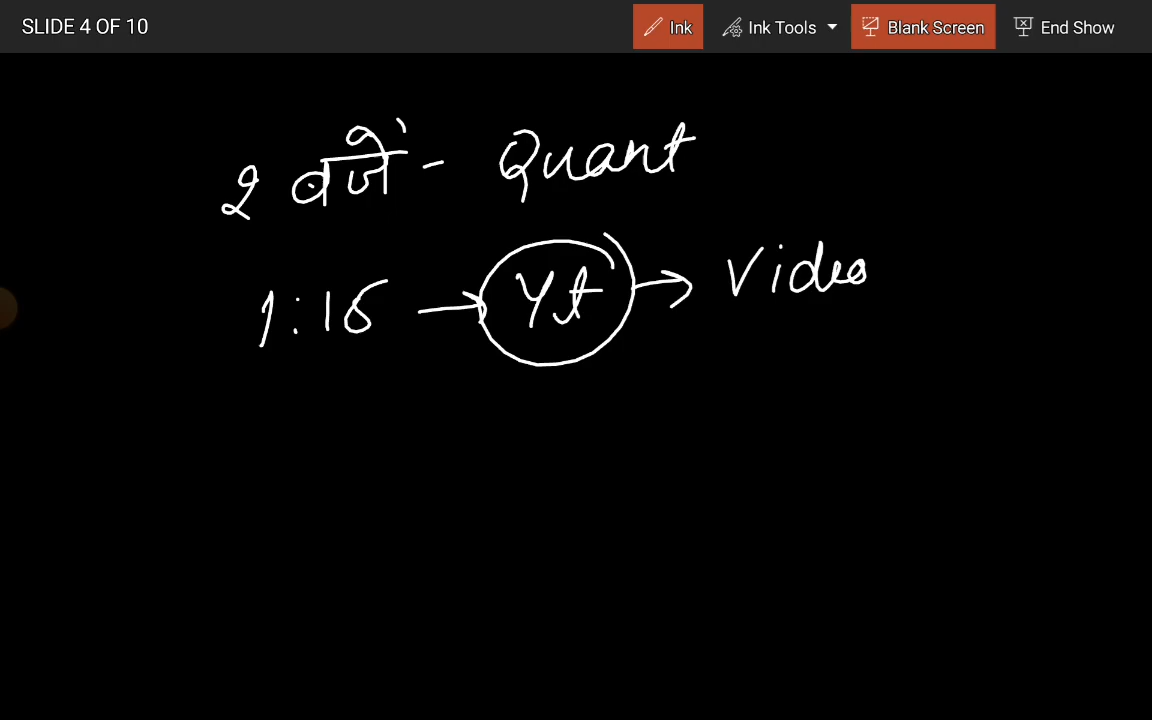 SLIDE 4 OF 10 Ink Ink Tools Blank Screen End Show
2 बजे - Quant
1:15 → Yt → Video